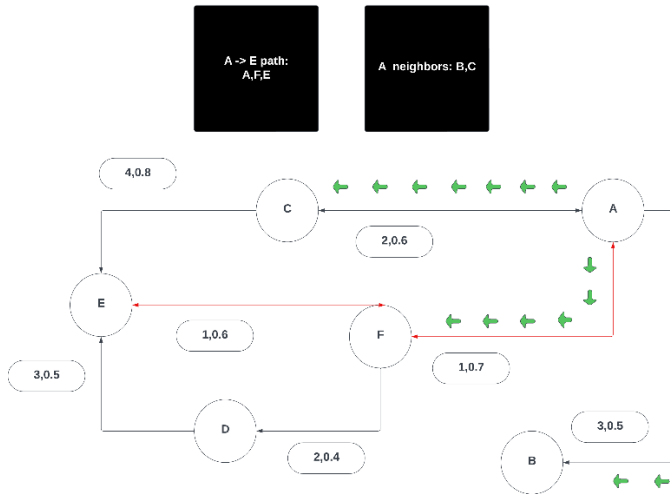 A -> E path:
A,F,E
A neighbors: B,C
4,0.8
C
A
2,0.6
E
F
1,0.6
1,0.7
3,0.5
D
3,0.5
2,0.4
B